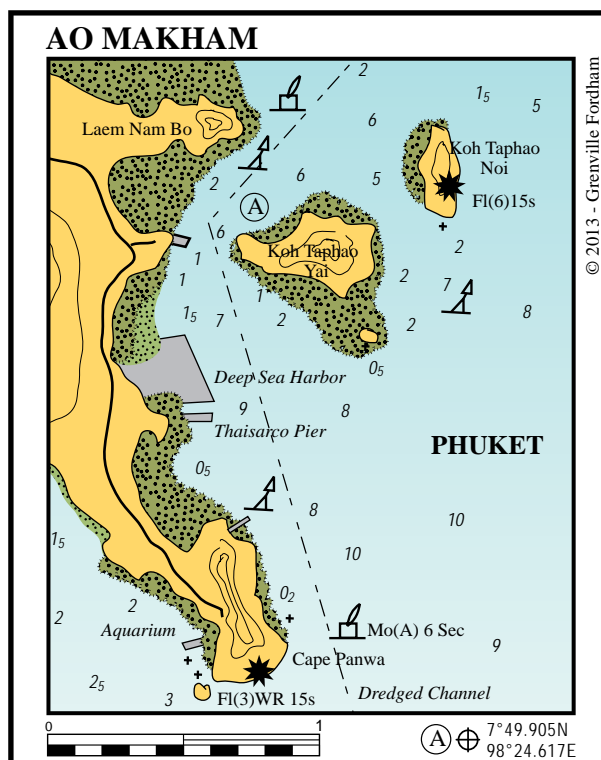 AO MAKHAM
© 2013 - Grenville Fordham
2
1₅
5
Laem Nam Bo
6
Koh Taphao
Noi
2
6
5
Fl(6)15s
A
6
2
1
Koh Taphao
Yai
1
1
2
7
1₅
7
2
2
8
0₅
Deep Sea Harbor
9
8
Thaisarco Pier
PHUKET
0₅
8
10
1₅
10
0₂
2
2
Aquarium
Mo(A) 6 Sec
9
Cape Panwa
2₅
3
Fl(3)WR 15s
Dredged Channel
0
1
A
7°49.905N
98°24.617E